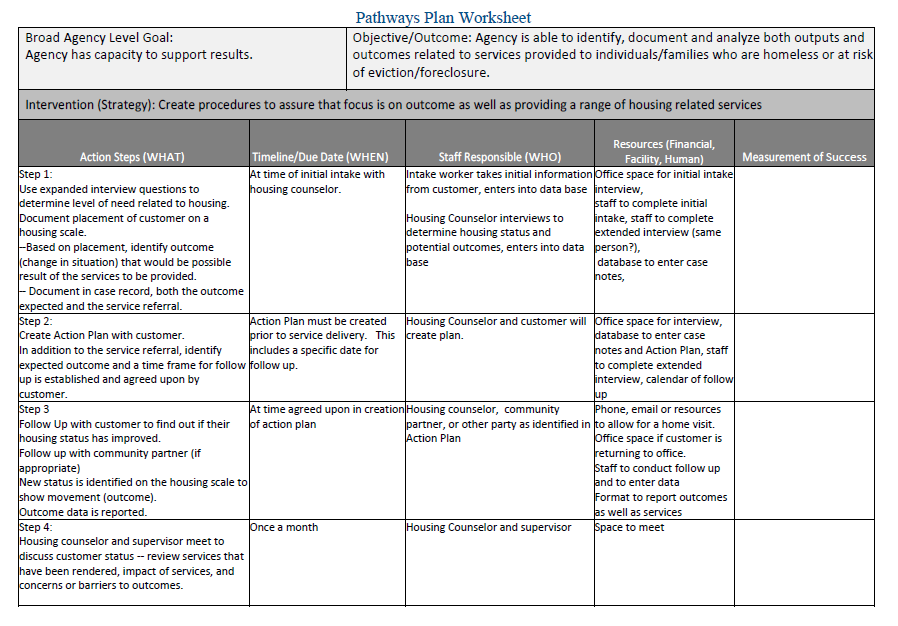 Pathways Plan Worksheet
Broad Agency Level Goal:
Agency has capacity to support results.
Objective/Outcome: Agency is able to identify, document and analyze both outputs and
outcomes related to services provided to individuals/families who are homeless or at risk
of eviction/foreclosure.
Intervention (Strategy): Create procedures to assure that focus is on outcome as well as providing a range of housing related services
Action Steps (WHAT)
Timeline/Due Date (WHEN)
Staff Responsible (WHO)
Resources (Financial,
Facility, Human)
Measurement of Success
Step 1:
Use expanded interview questions to
determine level of need related to housing.
Document placement of customer on a
housing scale.
--Based on placement, identify outcome
(change in situation) that would be possible
result of the services to be provided.
-- Document in case record, both the outcome
expected and the service referral.
At time of initial intake with
housing counselor.
Intake worker takes initial information
from customer, enters into data base
Housing Counselor interviews to
determine housing status and
potential outcomes, enters into data
base
Office space for initial intake
interview,
staff to complete initial
intake, staff to complete
extended interview (same
person?),
database to enter case
notes,
Step 2:
Create Action Plan with customer.
In addition to the service referral, identify
expected outcome and a time frame for follow
up is established and agreed upon by
customer.
Action Plan must be created
prior to service delivery.  This
includes a specific date for
follow up.
Housing Counselor and customer will
create plan.
Office space for interview,
database to enter case
notes and Action Plan, staff
to complete extended
interview, calendar of follow
up
Step 3
Follow Up with customer to find out if their
housing status has improved.
Follow up with community partner (if
appropriate)
New status is identified on the housing scale to
show movement (outcome).
Outcome data is reported.
At time agreed upon in creation
of action plan
Housing counselor,  community
partner, or other party as identified in
Action Plan
Phone, email or resources
to allow for a home visit.
Office space if customer is
returning to office.
Staff to conduct follow up
and to enter data
Format to report outcomes
as well as services
Step 4:
Housing counselor and supervisor meet to
discuss customer status -- review services that
have been rendered, impact of services, and
concerns or barriers to outcomes.
Once a month
Housing Counselor and supervisor
Space to meet